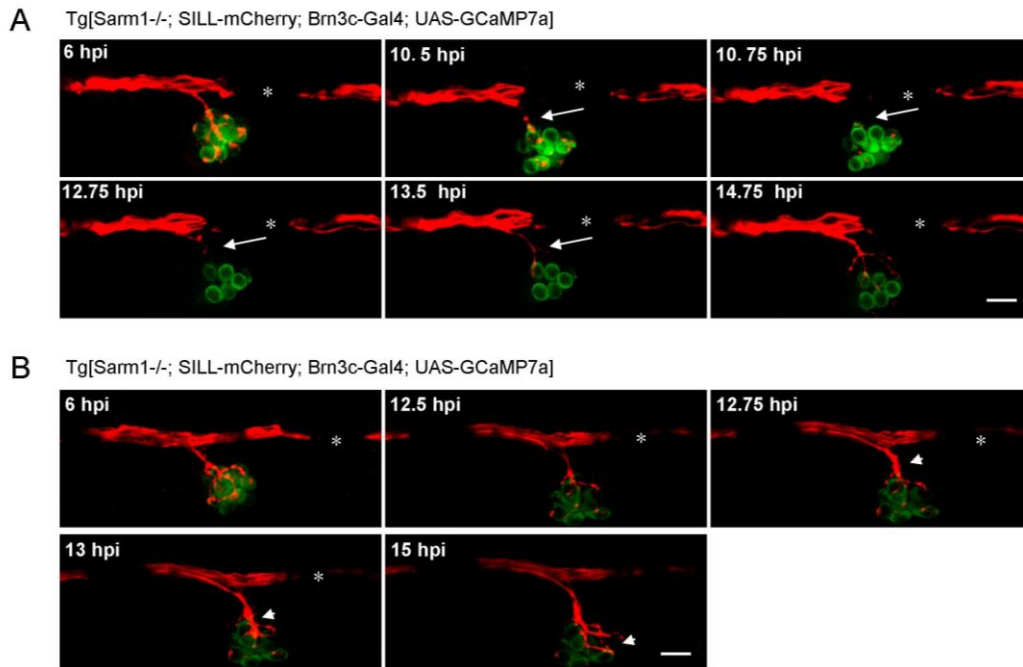 A
Tg[Sarm1-/-; SILL-mCherry; Brn3c-Gal4; UAS-GCaMP7a]
6 hpi
*
10. 5 hpi
*
10.75 hpi
*
12.75 hpi
*
13.5 hpi
*
14.75 hpi
*
B
Tg[Sarm1-/-; SILL-mCherry; Brn3c-Gal4; UAS-GCaMP7a]
6 hpi
*
12.5 hpi
*
12.75 hpi
*
13 hpi
*
15 hpi